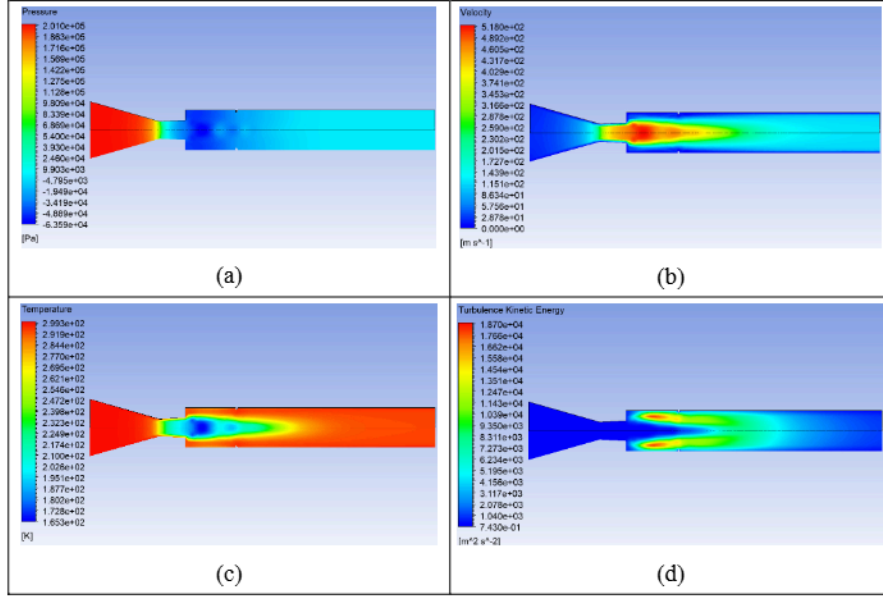 Pressure
2.010e+05
1.863e+05
1.716e+05
1.569e+05
1.422e+05
1.275e+05
1.128e+05
9.809e+04
8.339e+04
6.869e+04
5.400e+04
3.930e+04
2.460e+04
9.903e+03
-4.795e+03
-1.949e+04
-3.419e+04
-4.889e+04
-6.359e+04
[Pa]
(a)
Velocity
5.180e+02
4.892e+02
4.605e+02
4.317e+02
4.029e+02
3.741e+02
3.453e+02
3.166e+02
2.878e+02
2.590e+02
2.302e+02
2.015e+02
1.727e+02
1.439e+02
1.151e+02
8.634e+01
5.756e+01
2.878e+01
0.000e+00
[m s^-1]
(b)
Temperature
2.993e+02
2.919e+02
2.844e+02
2.770e+02
2.695e+02
2.621e+02
2.546e+02
2.472e+02
2.398e+02
2.323e+02
2.249e+02
2.174e+02
2.100e+02
2.026e+02
1.951e+02
1.877e+02
1.802e+02
1.728e+02
1.653e+02
[K]
(c)
Turbulence Kinetic Energy
1.870e+04
1.766e+04
1.662e+04
1.558e+04
1.454e+04
1.351e+04
1.247e+04
1.143e+04
1.039e+04
9.350e+03
8.311e+03
7.273e+03
6.234e+03
5.195e+03
4.156e+03
3.117e+03
2.078e+03
1.040e+03
7.430e-01
[m^2 s^-2]
(d)